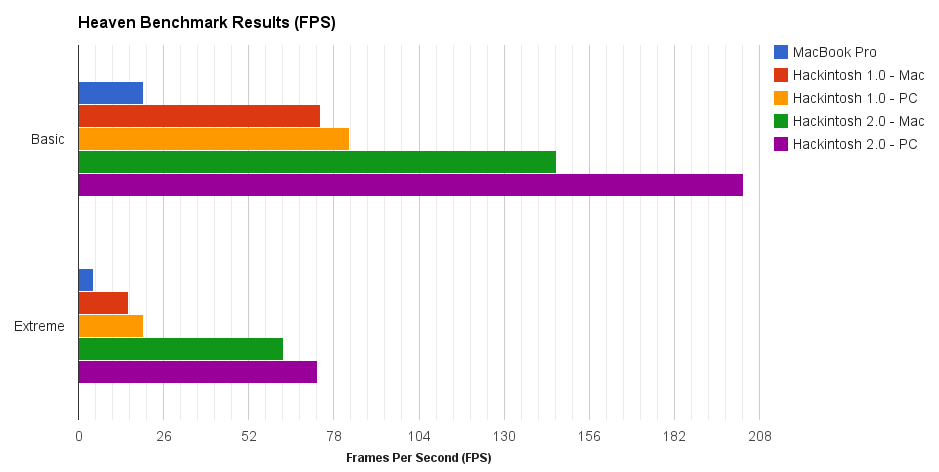 Heaven Benchmark Results (FPS)
MacBook Pro
Hackintosh 1.0 - Mac
Hackintosh 1.0 - PC
Hackintosh 2.0 - Mac
Hackintosh 2.0 - PC
Basic
Extreme
0 26 52 78 104 130 156 182 208
Frames Per Second (FPS)